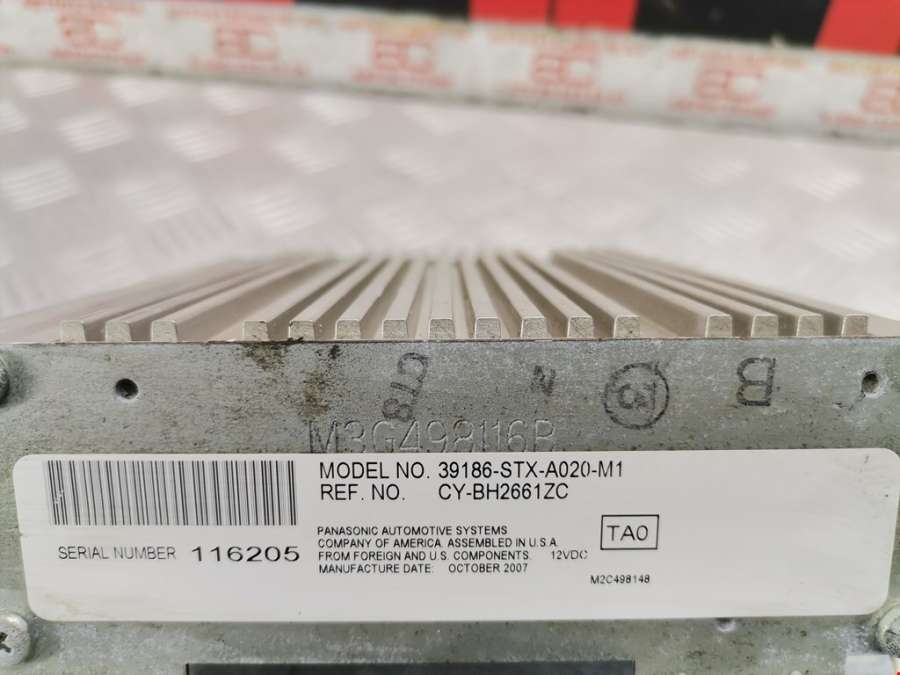 M3G498116B
MODEL NO. 39186-STX-A020-M1
REF. NO. CY-BH2661ZC
PANASONIC AUTOMOTIVE SYSTEMS
COMPANY OF AMERICA. ASSEMBLED IN U.S.A.
FROM FOREIGN AND U.S. COMPONENTS. 12VDC
MANUFACTURE DATE: OCTOBER 2007
SERIAL NUMBER 116205
TA0
M2C498148
B
N